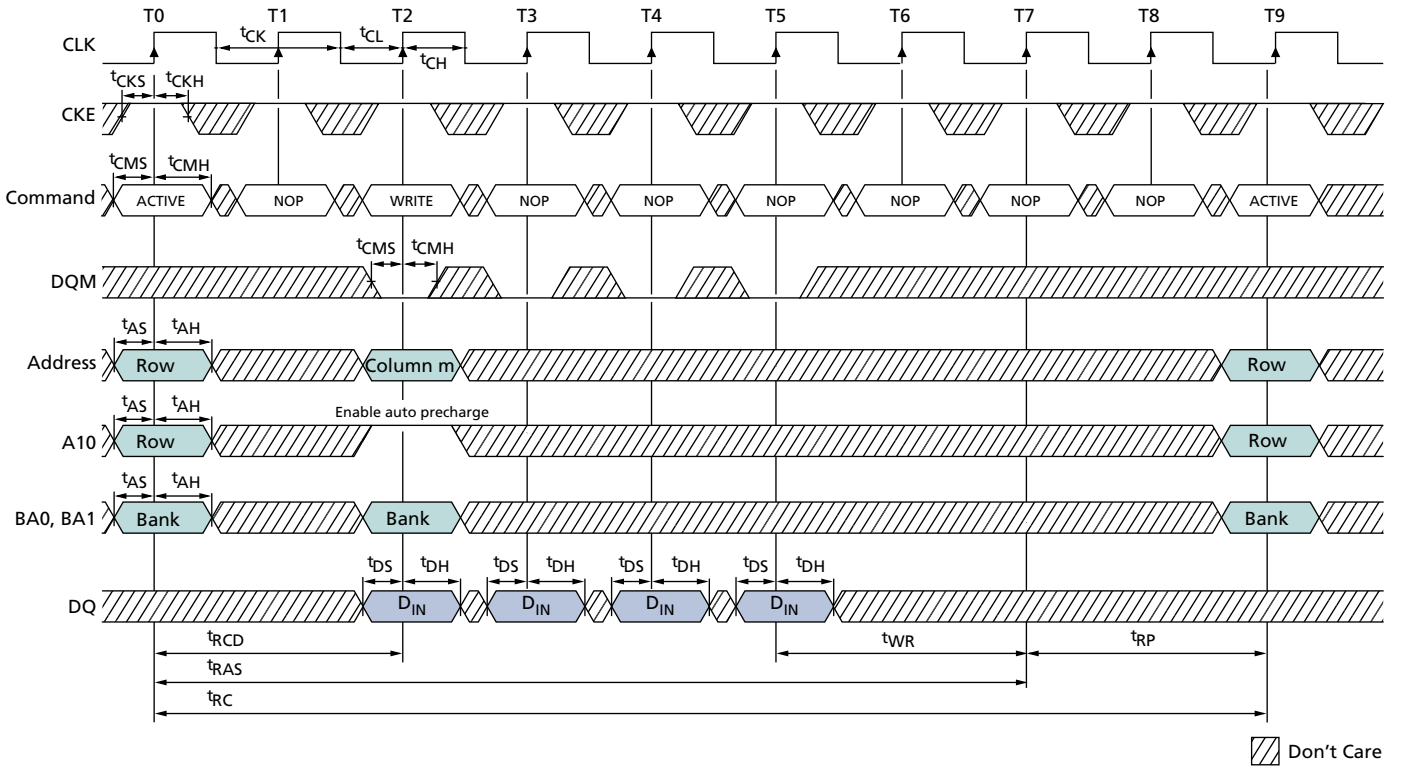 T0 T1 T2 T3 T4 T5 T6 T7 T8 T9
CLK
tCK tCL
tCH
tCKS tCKH
CKE
tCMS tCMH
Command ACTIVE NOP WRITE NOP NOP NOP NOP NOP NOP ACTIVE
tCMS tCMH
DQM
tAS tAH
Address Row Column m Row
tAS tAH Enable auto precharge
A10 Row Row
tAS tAH
BA0, BA1 Bank Bank Bank
tDS tDH tDS tDH tDS tDH tDS tDH
DQ DIN DIN DIN DIN
tRCD tWR tRP
tRAS
tRC
Don't Care